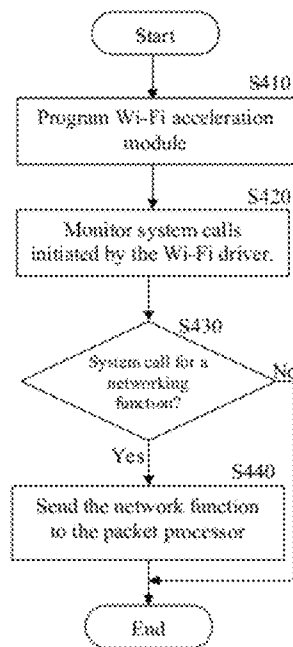 Start
S410
Program Wi-Fi acceleration
module
S420
Monitor system calls
initiated by the Wi-Fi driver.
S430
System call for a
networking
function?
No
Yes
S440
Send the network function
to the packet processor
End